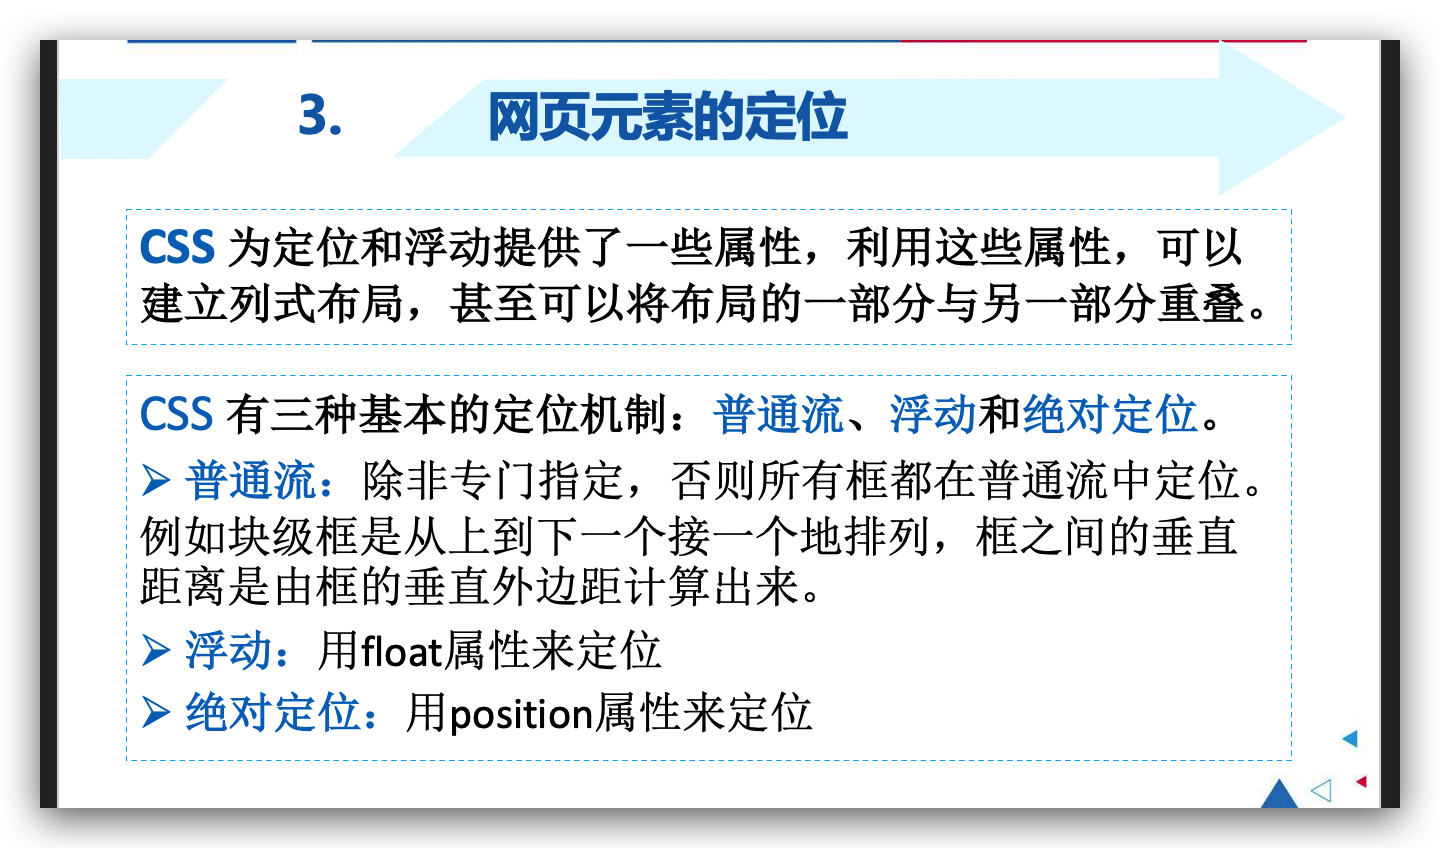 3. 网页元素的定位
CSS 为定位和浮动提供了一些属性，利用这些属性，可以
建立列式布局，甚至可以将布局的一部分与另一部分重叠。
CSS 有三种基本的定位机制：普通流、浮动和绝对定位。
➢ 普通流：除非专门指定，否则所有框都在普通流中定位。
例如块级框是从上到下一个接一个地排列，框之间的垂直
距离是由框的垂直外边距计算出来。
➢ 浮动：用float属性来定位
➢ 绝对定位：用position属性来定位